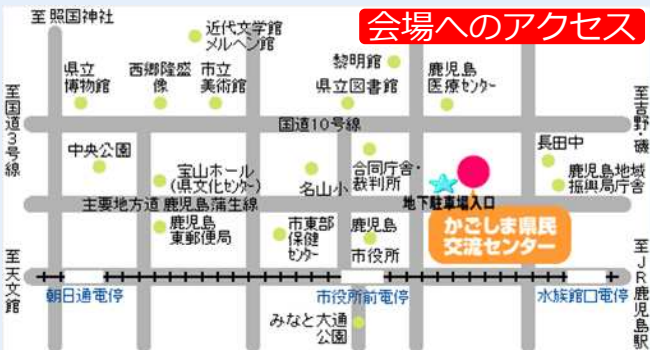 会場へのアクセス
至照国神社
近代文学館
メルヘン館
黎明館
県立
博物館
西郷隆盛
像
市立
美術館
県立図書館
鹿児島
医療センター
至国道3号線
至吉野・磯
国道10号線
中央公園
宝山ホール
(県文化センター)
名山小
合同庁舎・
裁判所
長田中
鹿児島地域
振興局庁舎
主要地方道 鹿児島蒲生線
地下駐車場入口
かごしま県民
交流センター
鹿児島
東郵便局
市東部
保健
センター
鹿児島
市役所
至天文館
至JR鹿児島駅
朝日通電停
市役所前電停
水族館口電停
みなと大通
公園